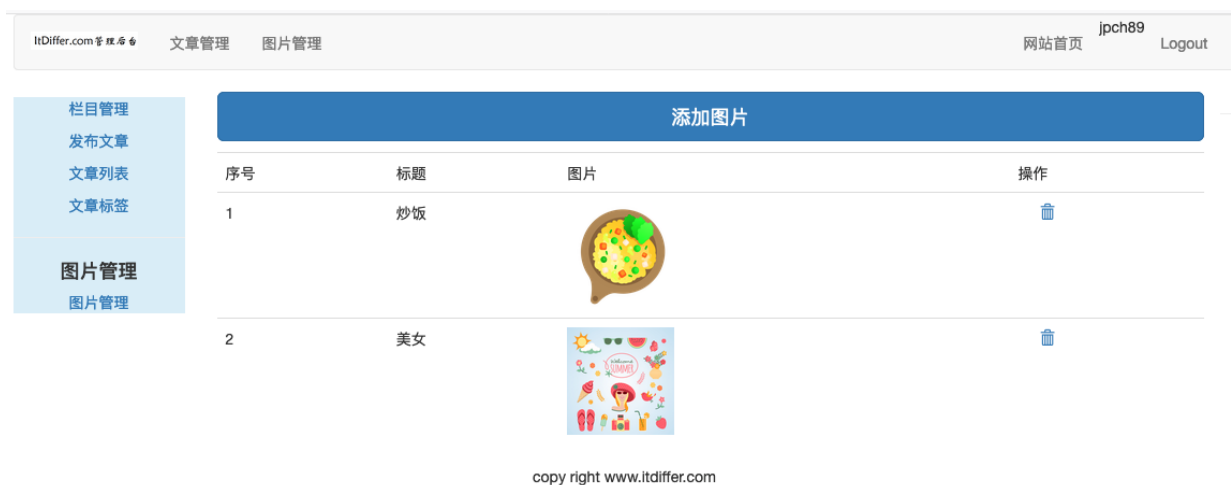 ItDiffer.com管理后台 文章管理 图片管理 网站首页 jpch89 Logout
栏目管理
发布文章
文章列表
文章标签
图片管理
图片管理
添加图片
序号 标题 图片 操作
1 炒饭
2 美女
Welcome
SUMMER
copy right www.itdiffer.com